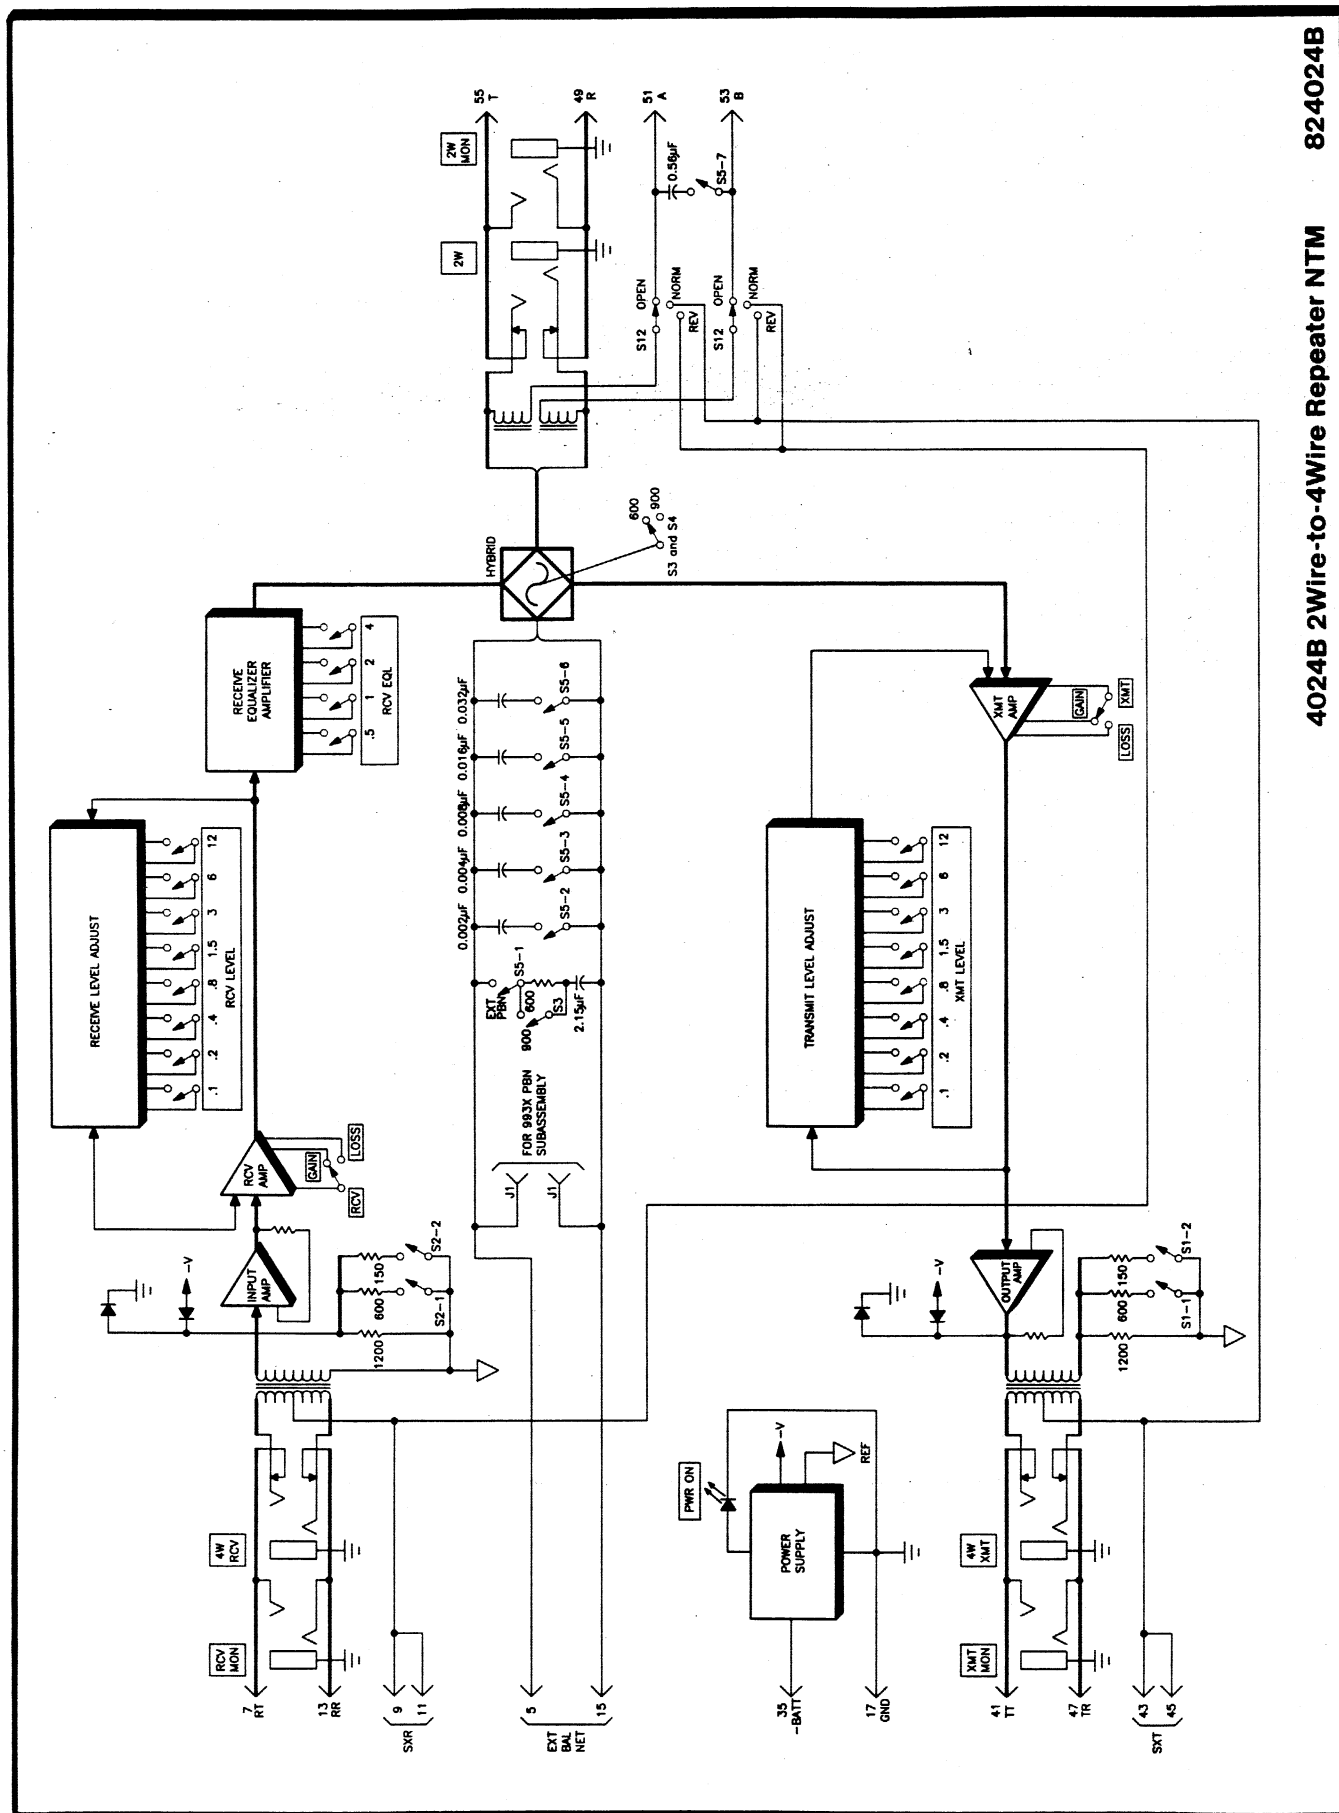 4024B 2Wire-to-4Wire Repeater NTM 824024B
RCV
MON
4W
RCV
7
RT
13
RR
9
11
SXR
INPUT
AMP
-V
1200
600
150
S2-1
S2-2
RCV
AMP
RCV
GAIN
LOSS
RECEIVE LEVEL ADJUST
.1
.2
.4
.8
1.5
3
6
12
RCV LEVEL
RECEIVE
EQUALIZER
AMPLIFIER
.5
1
2
4
RCV EQL
HYBRID
600
900
S3 and S4
2W
2W
MON
55
T
49
R
51
A
53
B
0.56µF
S5-7
S12
OPEN
NORM
REV
S12
OPEN
NORM
REV
5
15
EXT
BAL
NET
J1
J1
FOR 993X PBN
SUBASSEMBLY
EXT
PBN
S5-1
900
600
S3
2.15µF
0.002µF
0.004µF
0.008µF
0.016µF
0.032µF
S5-2
S5-3
S5-4
S5-5
S5-6
PWR ON
POWER
SUPPLY
-V
REF
35
-BATT
17
GND
TRANSMIT LEVEL ADJUST
.1
.2
.4
.8
1.5
3
6
12
XMT LEVEL
XMT
AMP
LOSS
GAIN
XMT
XMT
MON
4W
XMT
41
TT
47
TR
43
45
SXT
OUTPUT
AMP
-V
1200
600
150
S1-1
S1-2